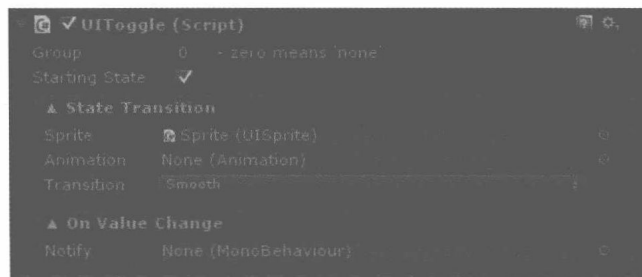 UIToggle (Script)
Group 0 - zero means 'none'
Starting State
▲ State Transition
Sprite Sprite (UISprite)
Animation None (Animation)
Transition Smooth
▲ On Value Change
Notify None (MonoBehaviour)